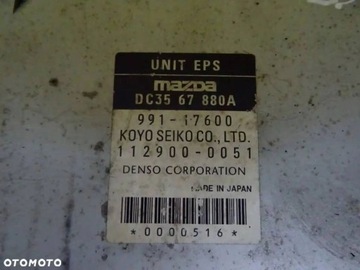 UNIT EPS
mazda
DC35 67 880A
991-17600
KOYO SEIKO CO., LTD.
112900-0051
DENSO CORPORATION
MADE IN JAPAN
*0000516*
OTOMOTO